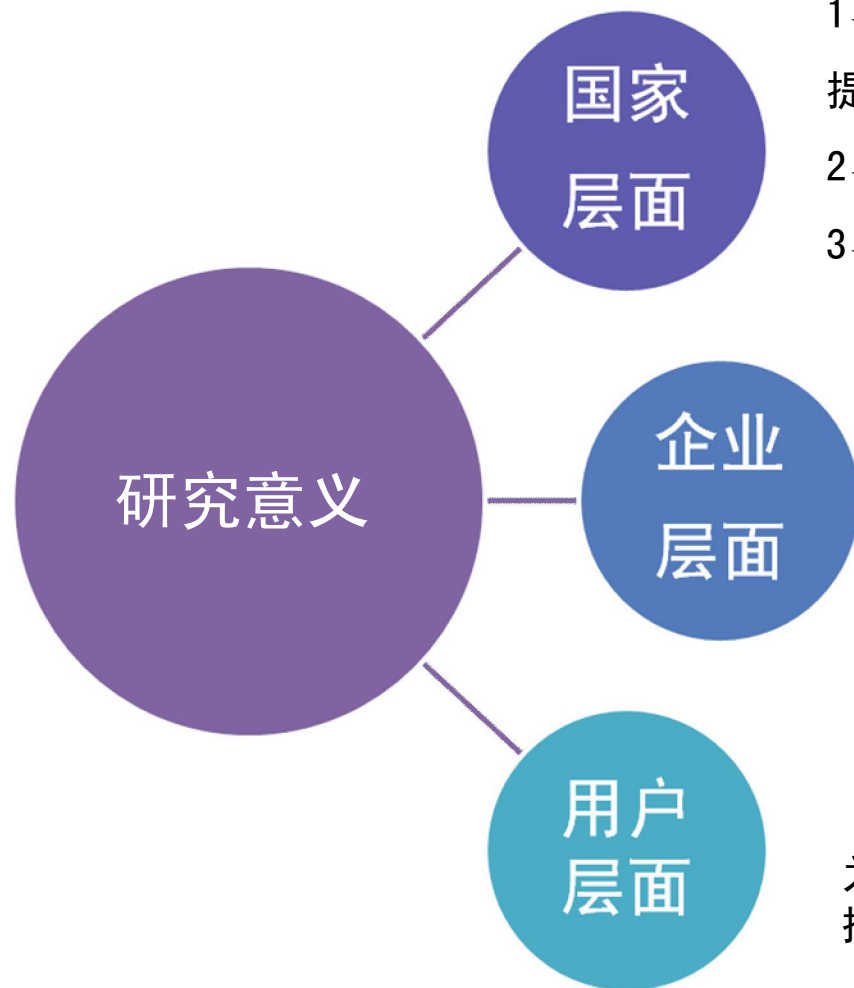 国家
层面
1、
提
2、
3、
研究意义
企业
层面
用户
层面